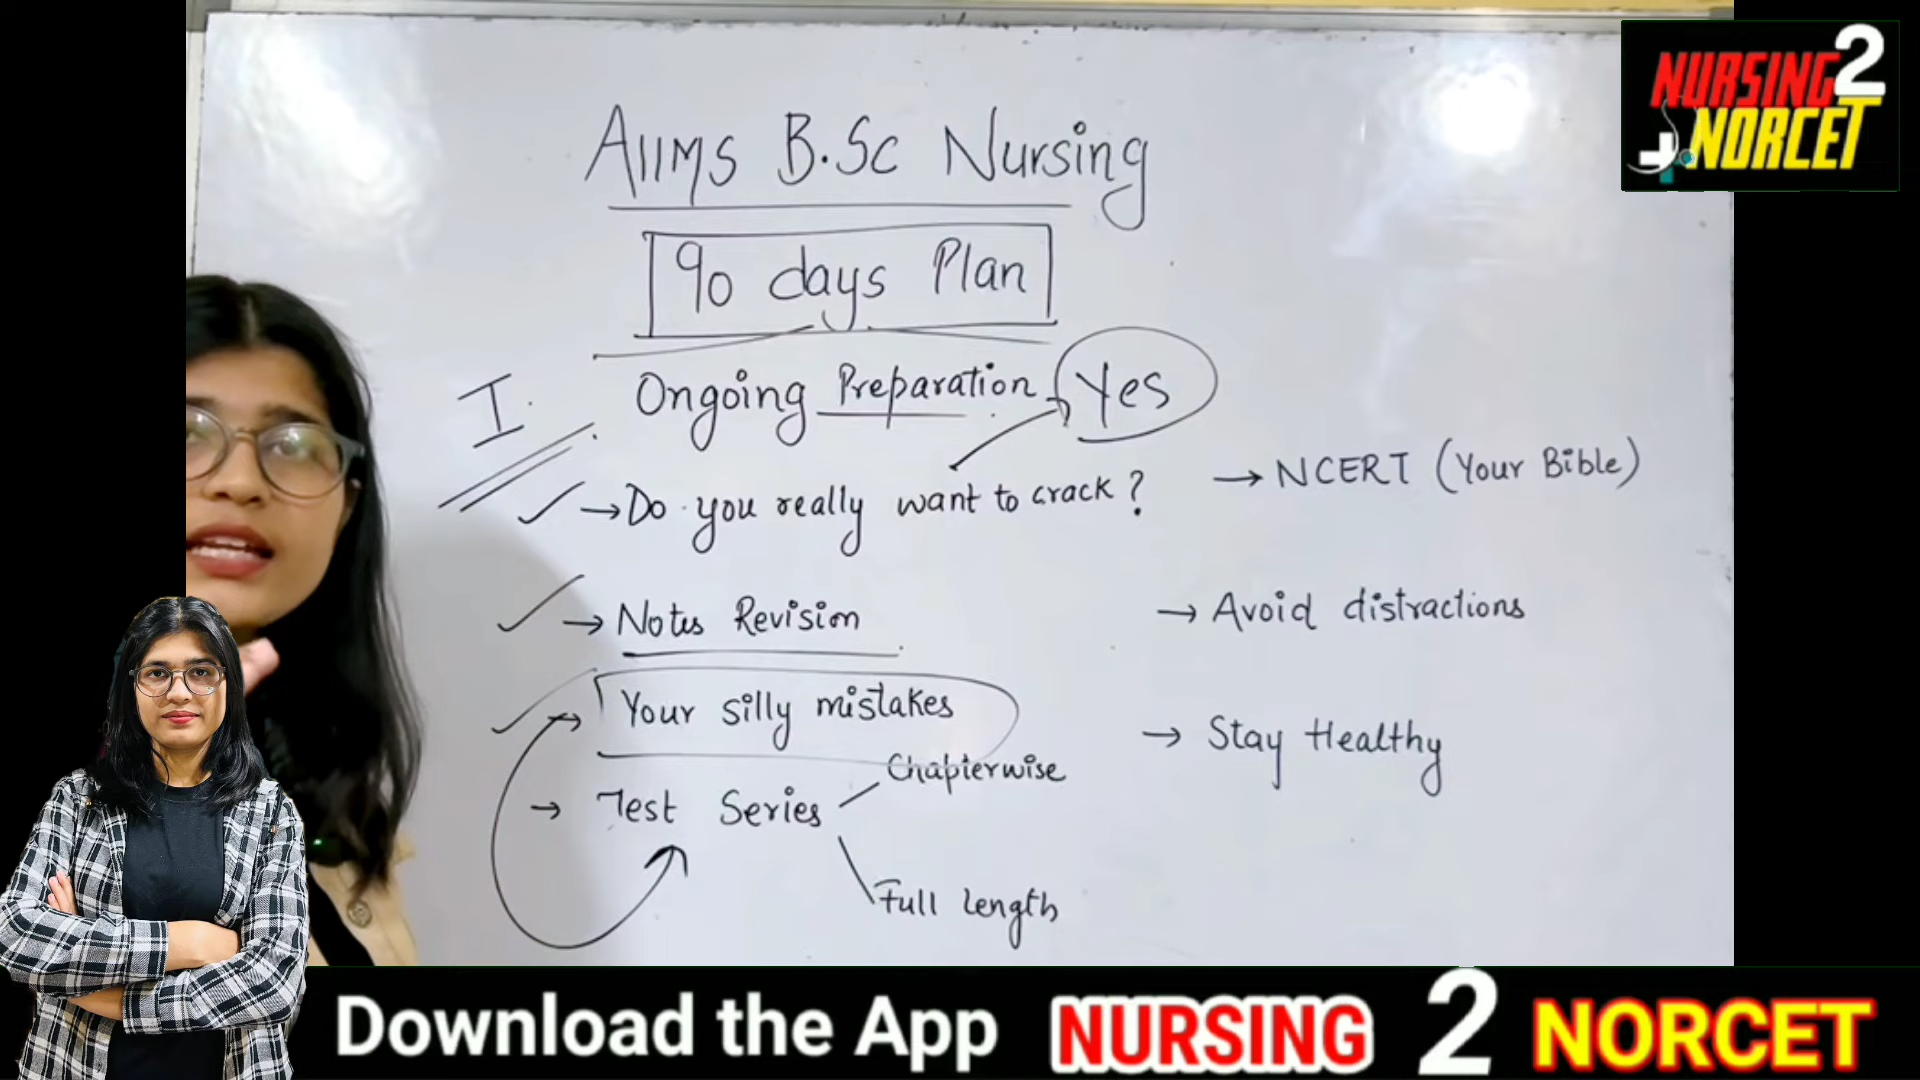 NURSING 2
NORCET
AIIMS B.Sc Nursing
90 days Plan
I. Ongoing Preparation Yes
→ Do you really want to crack?
→ Notes Revision
→ Your silly mistakes
→ Test Series
Chapterwise
Full length
→ NCERT (Your Bible)
→ Avoid distractions
→ Stay Healthy
Download the App NURSING 2 NORCET